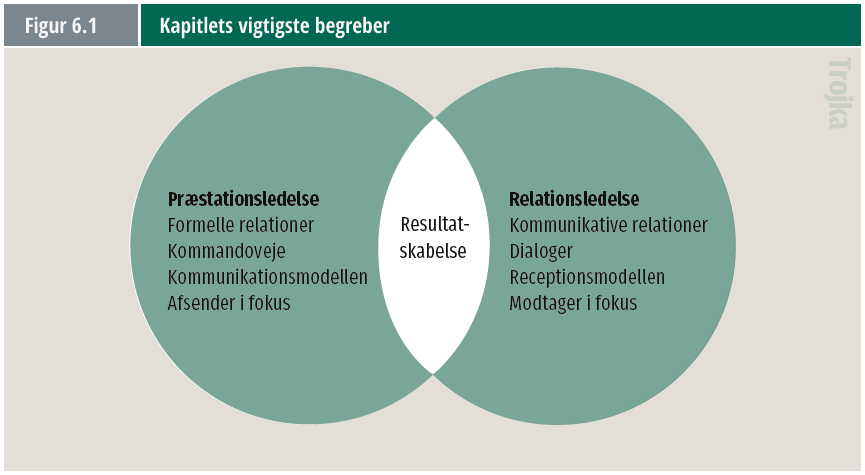 Figur 6.1
Kapitlets vigtigste begreber
Trojka
Præstationsledelse
Formelle relationer
Kommandoveje
Kommunikationsmodellen
Afsender i fokus
Resultat-
skabelse
Relationsledelse
Kommunikative relationer
Dialoger
Receptionsmodellen
Modtager i fokus